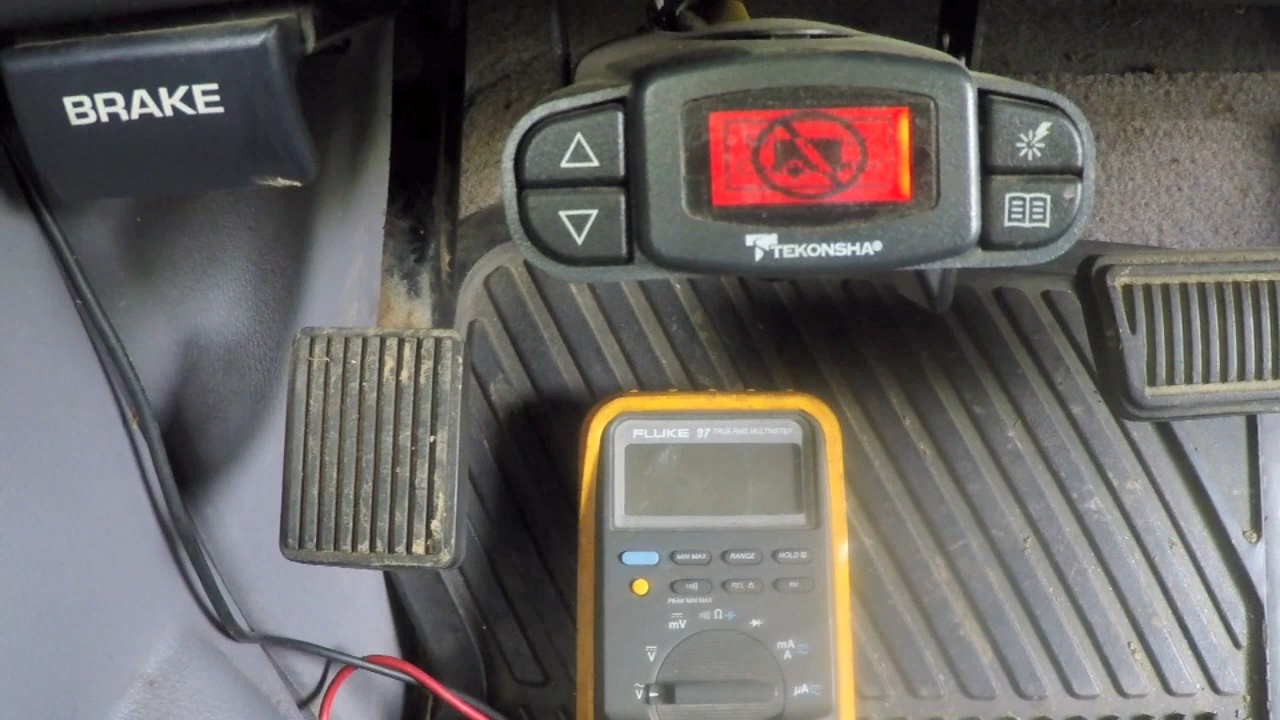 BRAKE
TEKONSHA®
FLUKE 87 TRUE RMS MULTIMETER
MIN MAX RANGE HOLD
REL Δ Hz
PEAK MIN MAX
mV Ω
V mA
A
V µA